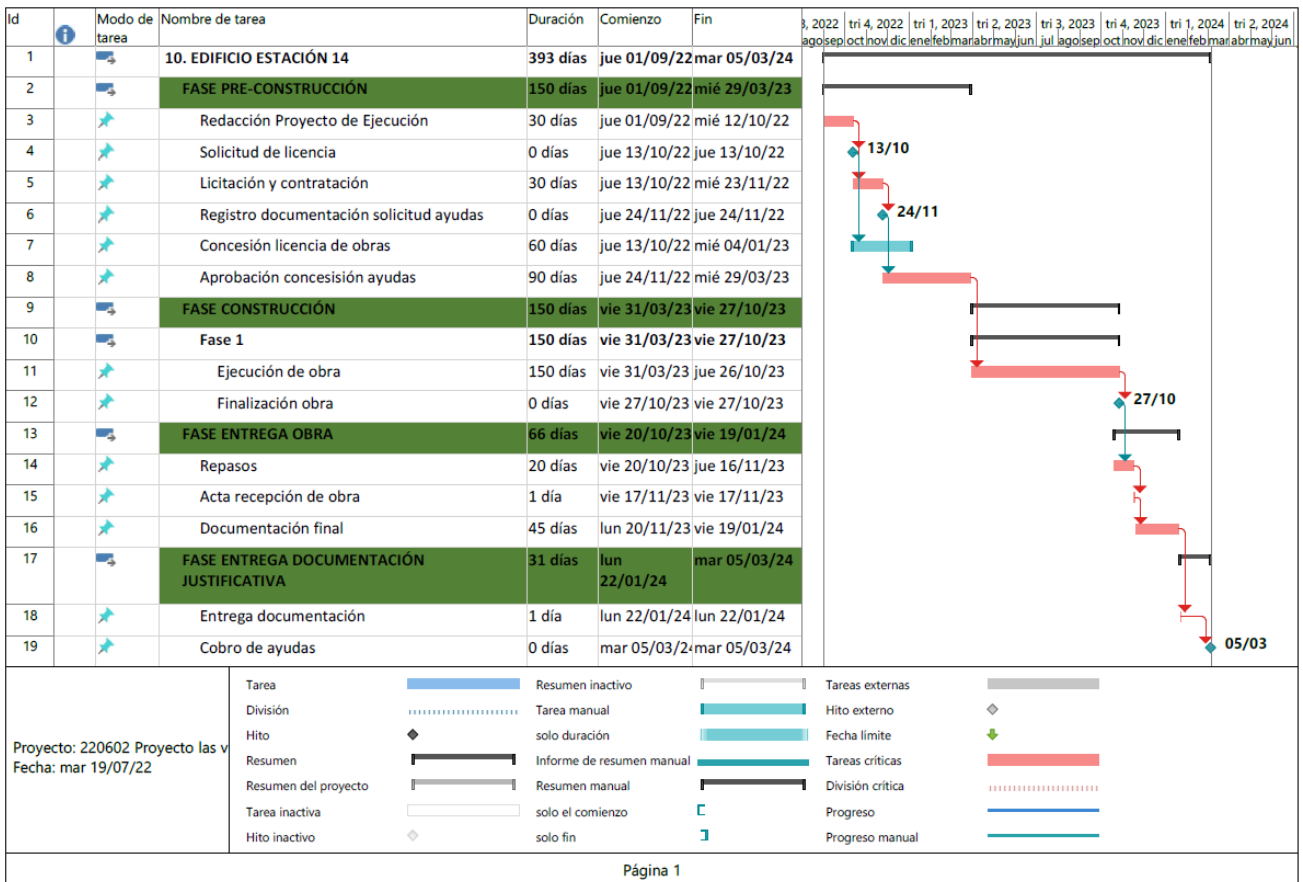 Id Modo de tarea Nombre de tarea Duración Comienzo Fin
3, 2022 tri 4, 2022 tri 1, 2023 tri 2, 2023 tri 3, 2023 tri 4, 2023 tri 1, 2024 tri 2, 2024
ago sep oct nov dic ene feb mar abr may jun jul ago sep oct nov dic ene feb mar abr may jun
1 10. EDIFICIO ESTACIÓN 14 393 días jue 01/09/22 mar 05/03/24
2 FASE PRE-CONSTRUCCIÓN 150 días jue 01/09/22 mié 29/03/23
3 Redacción Proyecto de Ejecución 30 días jue 01/09/22 mié 12/10/22
4 Solicitud de licencia 0 días jue 13/10/22 jue 13/10/22 13/10
5 Licitación y contratación 30 días jue 13/10/22 mié 23/11/22
6 Registro documentación solicitud ayudas 0 días jue 24/11/22 jue 24/11/22 24/11
7 Concesión licencia de obras 60 días jue 13/10/22 mié 04/01/23
8 Aprobación concesisión ayudas 90 días jue 24/11/22 mié 29/03/23
9 FASE CONSTRUCCIÓN 150 días vie 31/03/23 vie 27/10/23
10 Fase 1 150 días vie 31/03/23 vie 27/10/23
11 Ejecución de obra 150 días vie 31/03/23 jue 26/10/23
12 Finalización obra 0 días vie 27/10/23 vie 27/10/23 27/10
13 FASE ENTREGA OBRA 66 días vie 20/10/23 vie 19/01/24
14 Repasos 20 días vie 20/10/23 jue 16/11/23
15 Acta recepción de obra 1 día vie 17/11/23 vie 17/11/23
16 Documentación final 45 días lun 20/11/23 vie 19/01/24
17 FASE ENTREGA DOCUMENTACIÓN JUSTIFICATIVA 31 días lun 22/01/24 mar 05/03/24
18 Entrega documentación 1 día lun 22/01/24 lun 22/01/24
19 Cobro de ayudas 0 días mar 05/03/24 mar 05/03/24 05/03
Proyecto: 220602 Proyecto las v
Fecha: mar 19/07/22
Tarea Resumen inactivo Tareas externas
División Tarea manual Hito externo
Hito solo duración Fecha límite
Resumen Informe de resumen manual Tareas críticas
Resumen del proyecto Resumen manual División crítica
Tarea inactiva solo el comienzo Progreso
Hito inactivo solo fin Progreso manual
Página 1